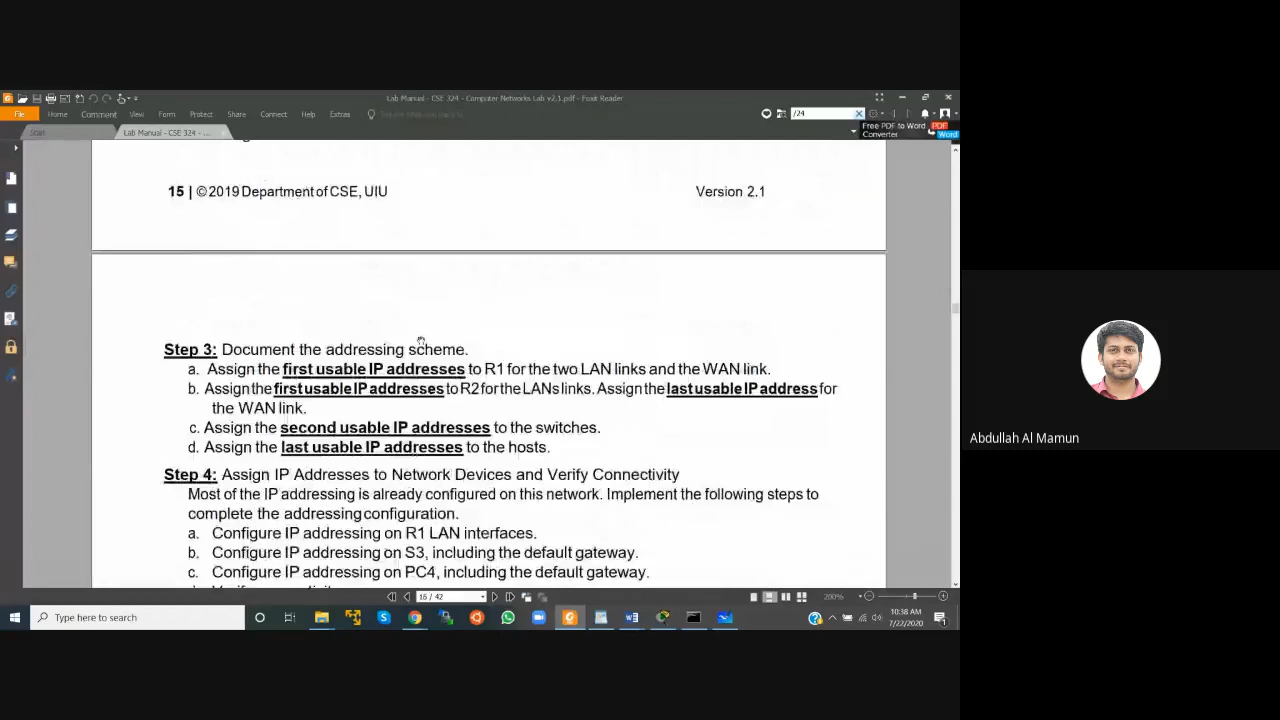 Lab Manual - CSE 324 - Computer Networks Lab v2.1.pdf - Foxit Reader
File Home Comment View Form Protect Share Connect Help Extras /24
Free PDF to Word Converter
PDF Word
Start Lab Manual - CSE 324 - ...
15 | ©2019 Department of CSE, UIU Version 2.1
Step 3: Document the addressing scheme.
a. Assign the first usable IP addresses to R1 for the two LAN links and the WAN link.
b. Assign the first usable IP addresses to R2 for the LANs links. Assign the last usable IP address for
the WAN link.
c. Assign the second usable IP addresses to the switches.
d. Assign the last usable IP addresses to the hosts.
Step 4: Assign IP Addresses to Network Devices and Verify Connectivity
Most of the IP addressing is already configured on this network. Implement the following steps to
complete the addressing configuration.
a. Configure IP addressing on R1 LAN interfaces.
b. Configure IP addressing on S3, including the default gateway.
c. Configure IP addressing on PC4, including the default gateway.
16 / 42 200%
Type here to search
10:38 AM
7/22/2020
Abdullah Al Mamun